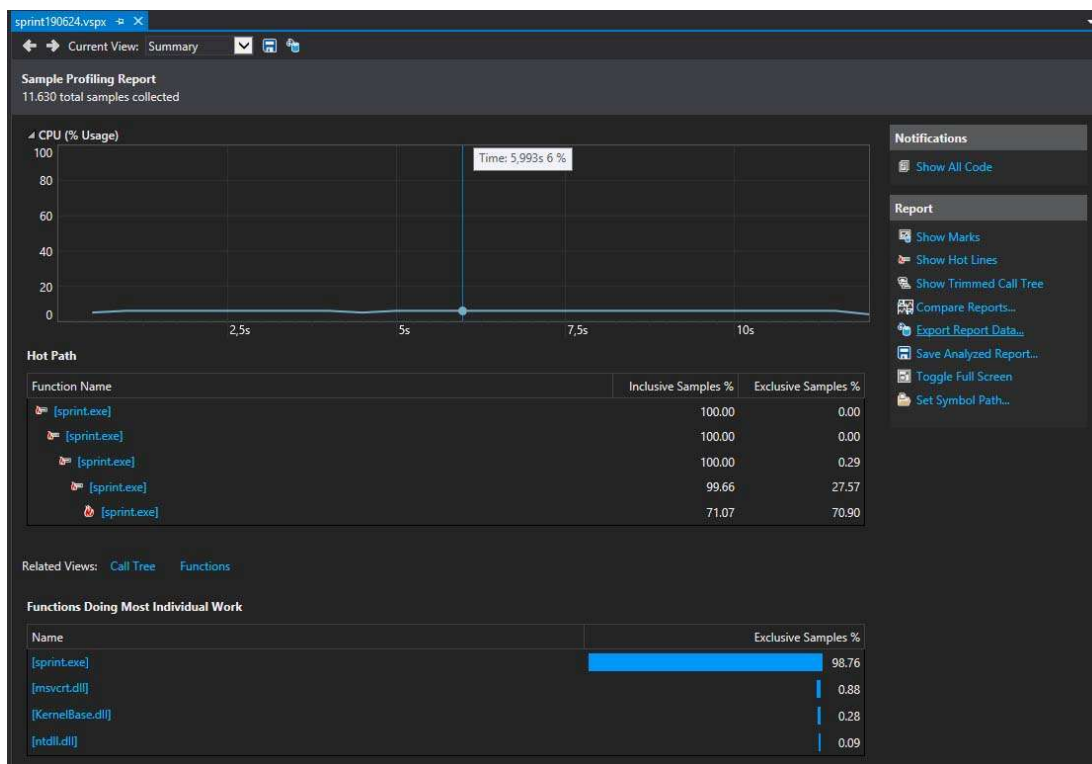 sprint190624.vspx
Current View: Summary
Sample Profiling Report
11.630 total samples collected
CPU (% Usage)
100
80
60
40
20
0
Time: 5,993s 6 %
2,5s 5s 7,5s 10s
Hot Path
Function Name Inclusive Samples % Exclusive Samples %
[sprint.exe] 100.00 0.00
[sprint.exe] 100.00 0.00
[sprint.exe] 100.00 0.29
[sprint.exe] 99.66 27.57
[sprint.exe] 71.07 70.90
Related Views: Call Tree Functions
Functions Doing Most Individual Work
Name Exclusive Samples %
[sprint.exe] 98.76
[msvcrt.dll] 0.88
[KernelBase.dll] 0.28
[ntdll.dll] 0.09
Notifications
Show All Code
Report
Show Marks
Show Hot Lines
Show Trimmed Call Tree
Compare Reports...
Export Report Data...
Save Analyzed Report...
Toggle Full Screen
Set Symbol Path...